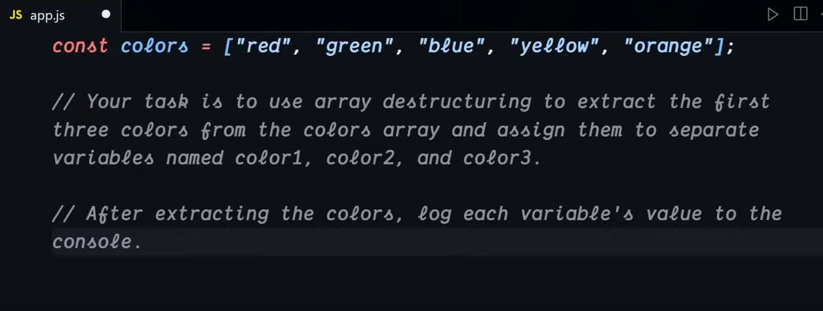 JS app.js
const colors = ["red", "green", "blue", "yellow", "orange"];
// Your task is to use array destructuring to extract the first
three colors from the colors array and assign them to separate
variables named color1, color2, and color3.
// After extracting the colors, log each variable's value to the
console.